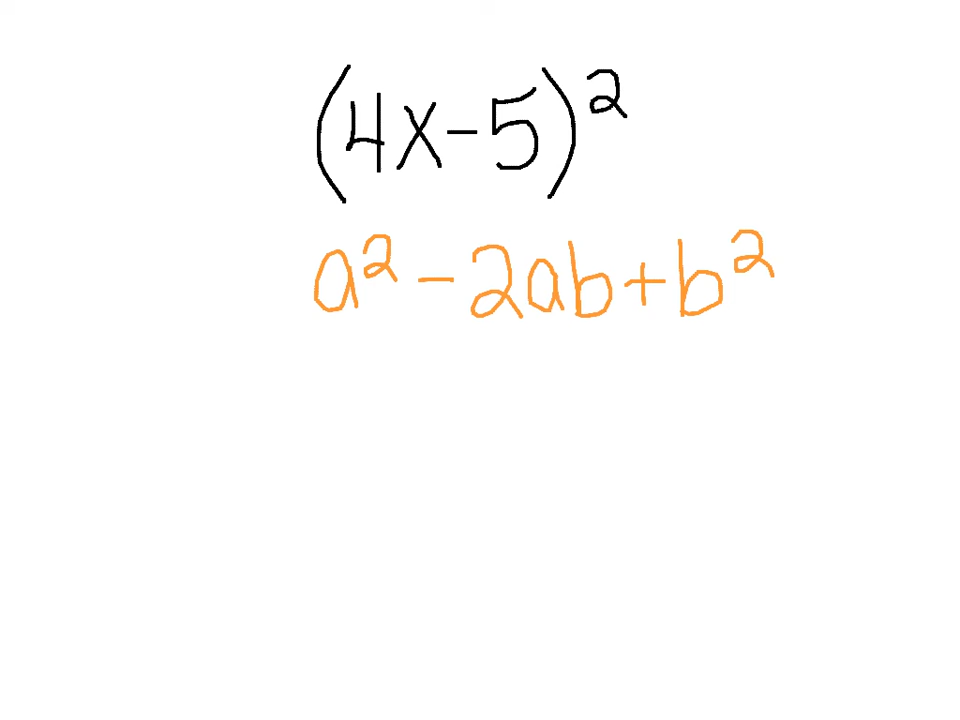 (4x-5)²
a² - 2ab + b²